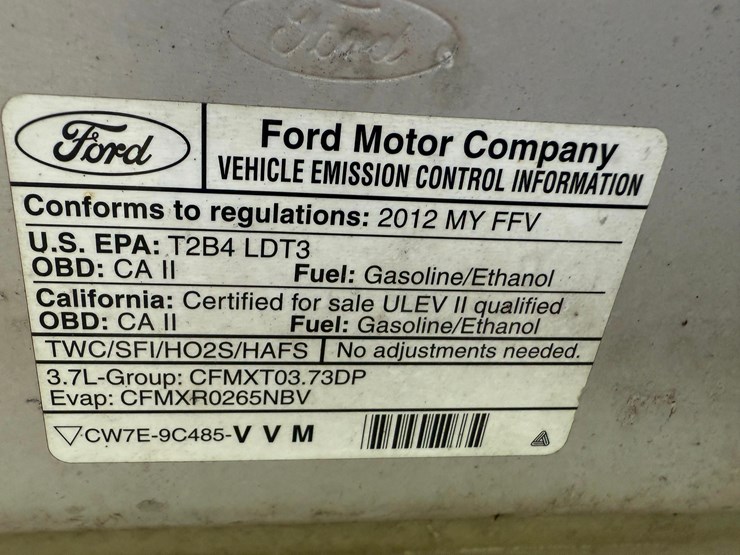 Ford
Ford
Ford Motor Company
VEHICLE EMISSION CONTROL INFORMATION
Conforms to regulations: 2012 MY FFV
U.S. EPA: T2B4 LDT3
OBD: CA II Fuel: Gasoline/Ethanol
California: Certified for sale ULEV II qualified
OBD: CA II Fuel: Gasoline/Ethanol
TWC/SFI/HO2S/HAFS No adjustments needed.
3.7L-Group: CFMXT03.73DP
Evap: CFMXR0265NBV
CW7E-9C485-V V M